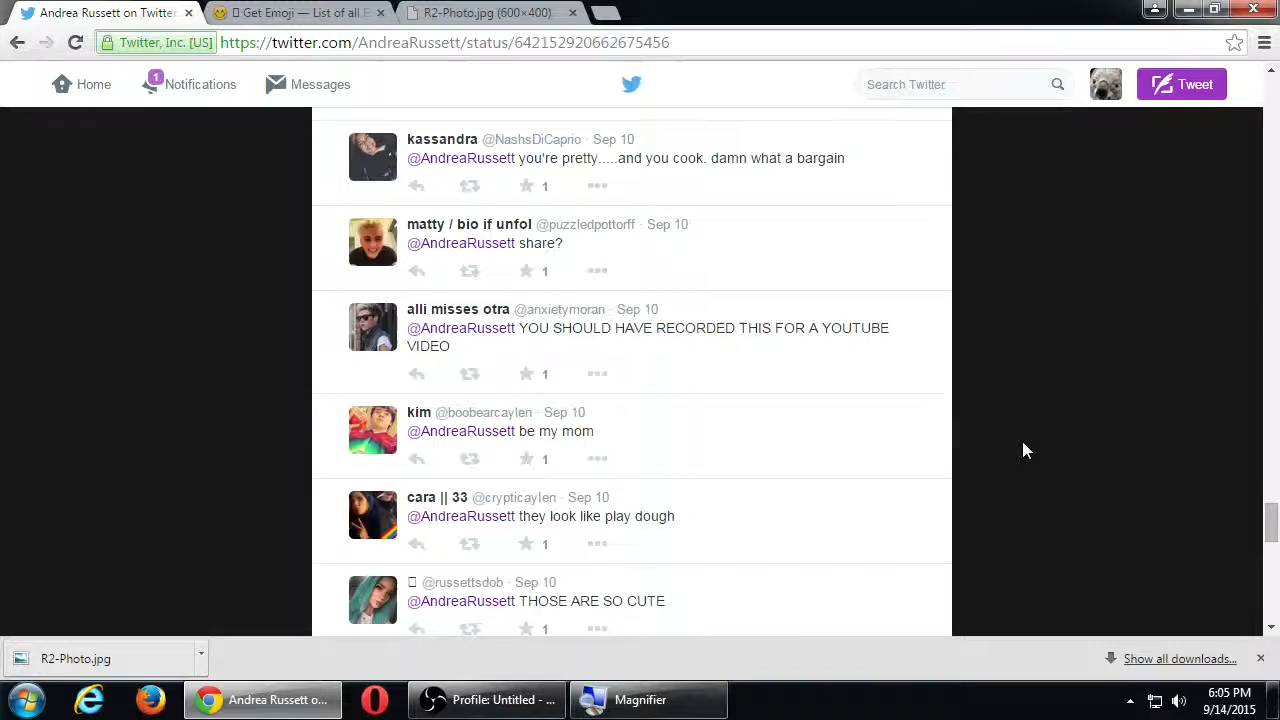 Andrea Russett on Twitter
Get Emoji — List of all E
R2-Photo.jpg (600×400)
Twitter, Inc. [US]
https://twitter.com/AndreaRussett/status/642152920662675456
Home
1
Notifications
Messages
Search Twitter
Tweet
kassandra @NashsDiCaprio · Sep 10
@AndreaRussett you're pretty.....and you cook. damn what a bargain
1
matty / bio if unfol @puzzledpottorff · Sep 10
@AndreaRussett share?
1
alli misses otra @anxietymoran · Sep 10
@AndreaRussett YOU SHOULD HAVE RECORDED THIS FOR A YOUTUBE
VIDEO
1
kim @boobearcaylen · Sep 10
@AndreaRussett be my mom
1
cara || 33 @crypticaylen · Sep 10
@AndreaRussett they look like play dough
1
@russettsdob · Sep 10
@AndreaRussett THOSE ARE SO CUTE
1
R2-Photo.jpg
Show all downloads...
Andrea Russett o...
Profile: Untitled - ...
Magnifier
6:05 PM
9/14/2015